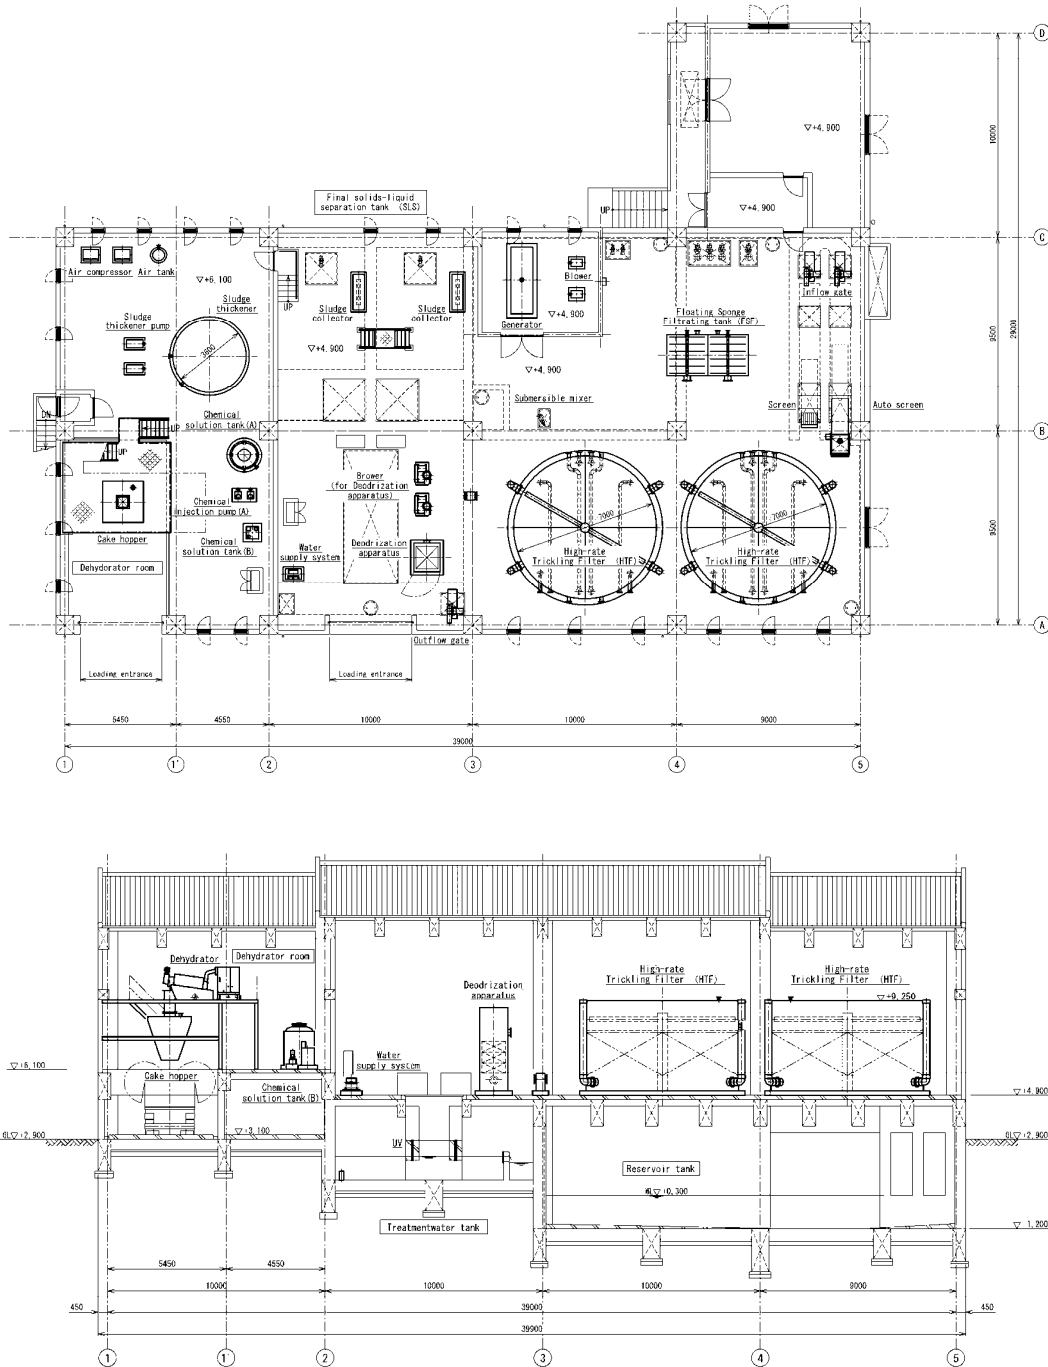 D
▽+4,900
10000
Final solids-liquid
separation tank (SLS)
UP
▽+4,900
C
Air compressor
Air tank
▽+6,100
Sludge
thickener
Sludge
thickener pump
3800
UP
Sludge
collector
Sludge
collector
▽+4,900
Blower
Generator
▽+4,900
▽+4,900
Floating Sponge
Filtrating tank (FSF)
Inflow gate
9500
29000
DN
Chemical
solution tank(A)
Submersible mixer
Screen
Auto screen
UP
UP
B
Cake hopper
Chemical
injection pump(A)
Chemical
solution tank(B)
Brower
(for Deodrization
apparatus)
Deodrization
apparatus
Water
supply system
7000
High-rate
Trickling Filter (HTF)
7000
High-rate
Trickling Filter (HTF)
9500
Dehydorator room
Outflow gate
A
Loading entrance
Loading entrance
5450
4550
10000
10000
9000
39000
1
1'
2
3
4
5
Dehydrator
Dehydrator room
Deodrization
apparatus
High-rate
Trickling Filter (HTF)
High-rate
Trickling Filter (HTF)
▽+9,250
▽+6,100
Cake hopper
Chemical
solution tank(B)
Water
supply system
▽+4,900
GL▽+2,900
▽+3,100
UV
GL▽+2,900
Reservoir tank
▽+0,300
Treatmentwater tank
▽ 1,200
5450
4550
10000
10000
10000
9000
450
39000
450
39900
1
1'
2
3
4
5